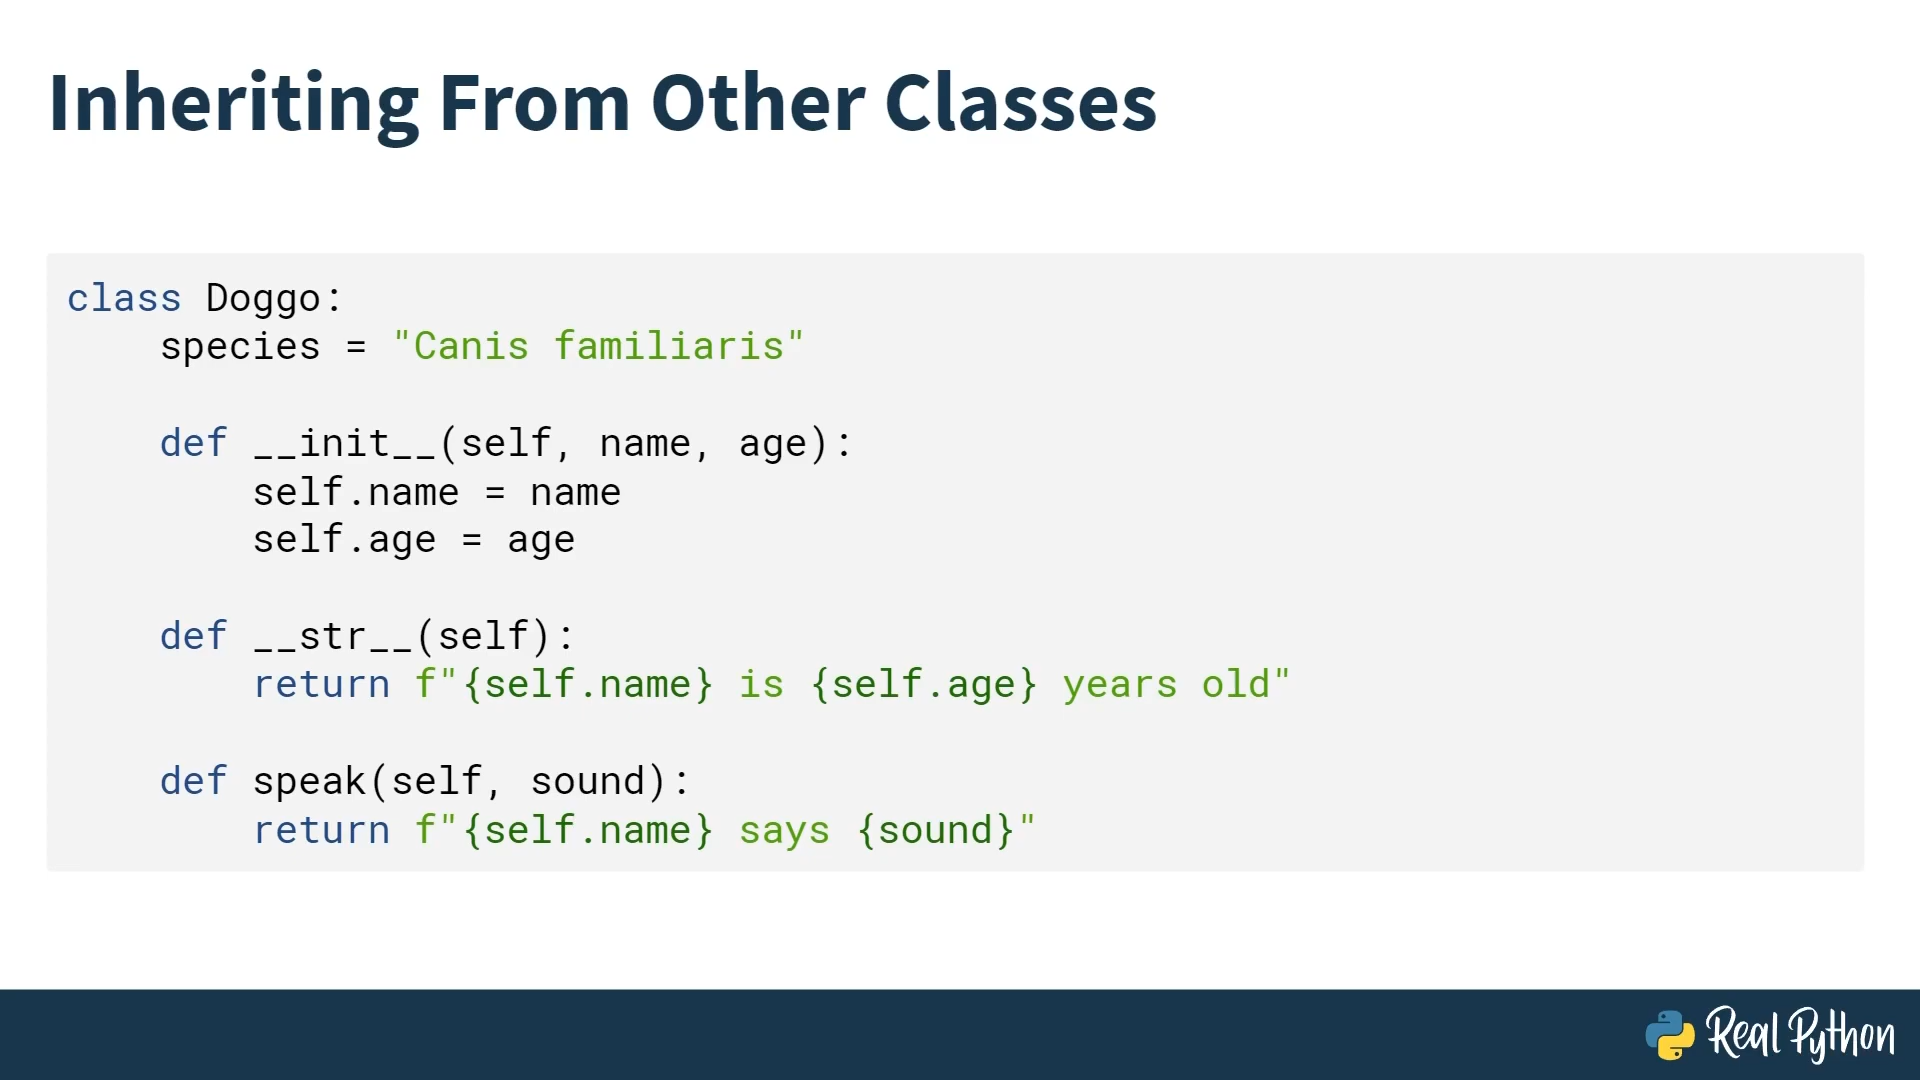 Inheriting From Other Classes
class Doggo:
    species = "Canis familiaris"

    def __init__(self, name, age):
        self.name = name
        self.age = age

    def __str__(self):
        return f"{self.name} is {self.age} years old"

    def speak(self, sound):
        return f"{self.name} says {sound}"
Real Python